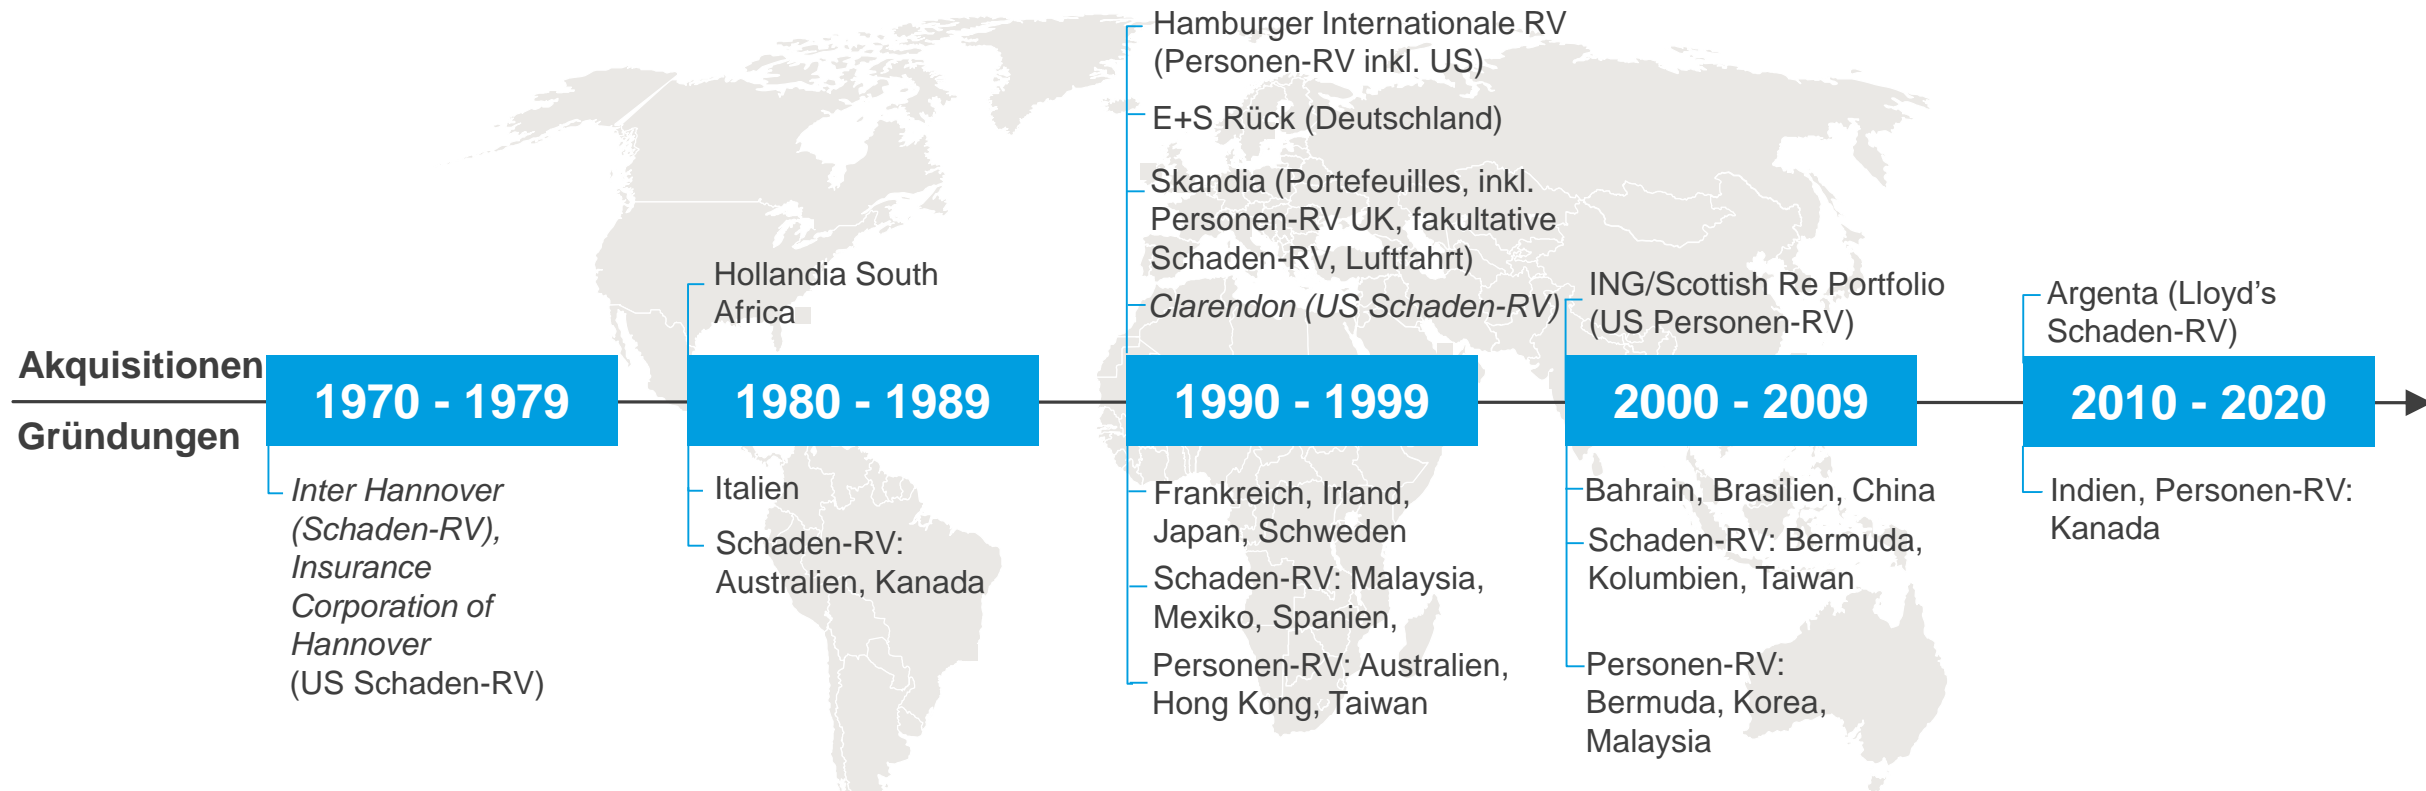 Hamburger Internationale RV
(Personen-RV inkl. US)
E+S Rück (Deutschland)
Skandia (Portefeuilles, inkl.
Personen-RV UK, fakultative
Schaden-RV, Luftfahrt)
Clarendon (US Schaden-RV)
Hollandia South
Africa
ING/Scottish Re Portfolio
(US Personen-RV)
Argenta (Lloyd’s
Schaden-RV)
Akquisitionen
Gründungen
1970 - 1979
1980 - 1989
1990 - 1999
2000 - 2009
2010 - 2020
Inter Hannover
(Schaden-RV),
Insurance
Corporation of
Hannover
(US Schaden-RV)
Italien
Schaden-RV:
Australien, Kanada
Frankreich, Irland,
Japan, Schweden
Schaden-RV: Malaysia,
Mexiko, Spanien,
Personen-RV: Australien,
Hong Kong, Taiwan
Bahrain, Brasilien, China
Schaden-RV: Bermuda,
Kolumbien, Taiwan
Personen-RV:
Bermuda, Korea,
Malaysia
Indien, Personen-RV:
Kanada